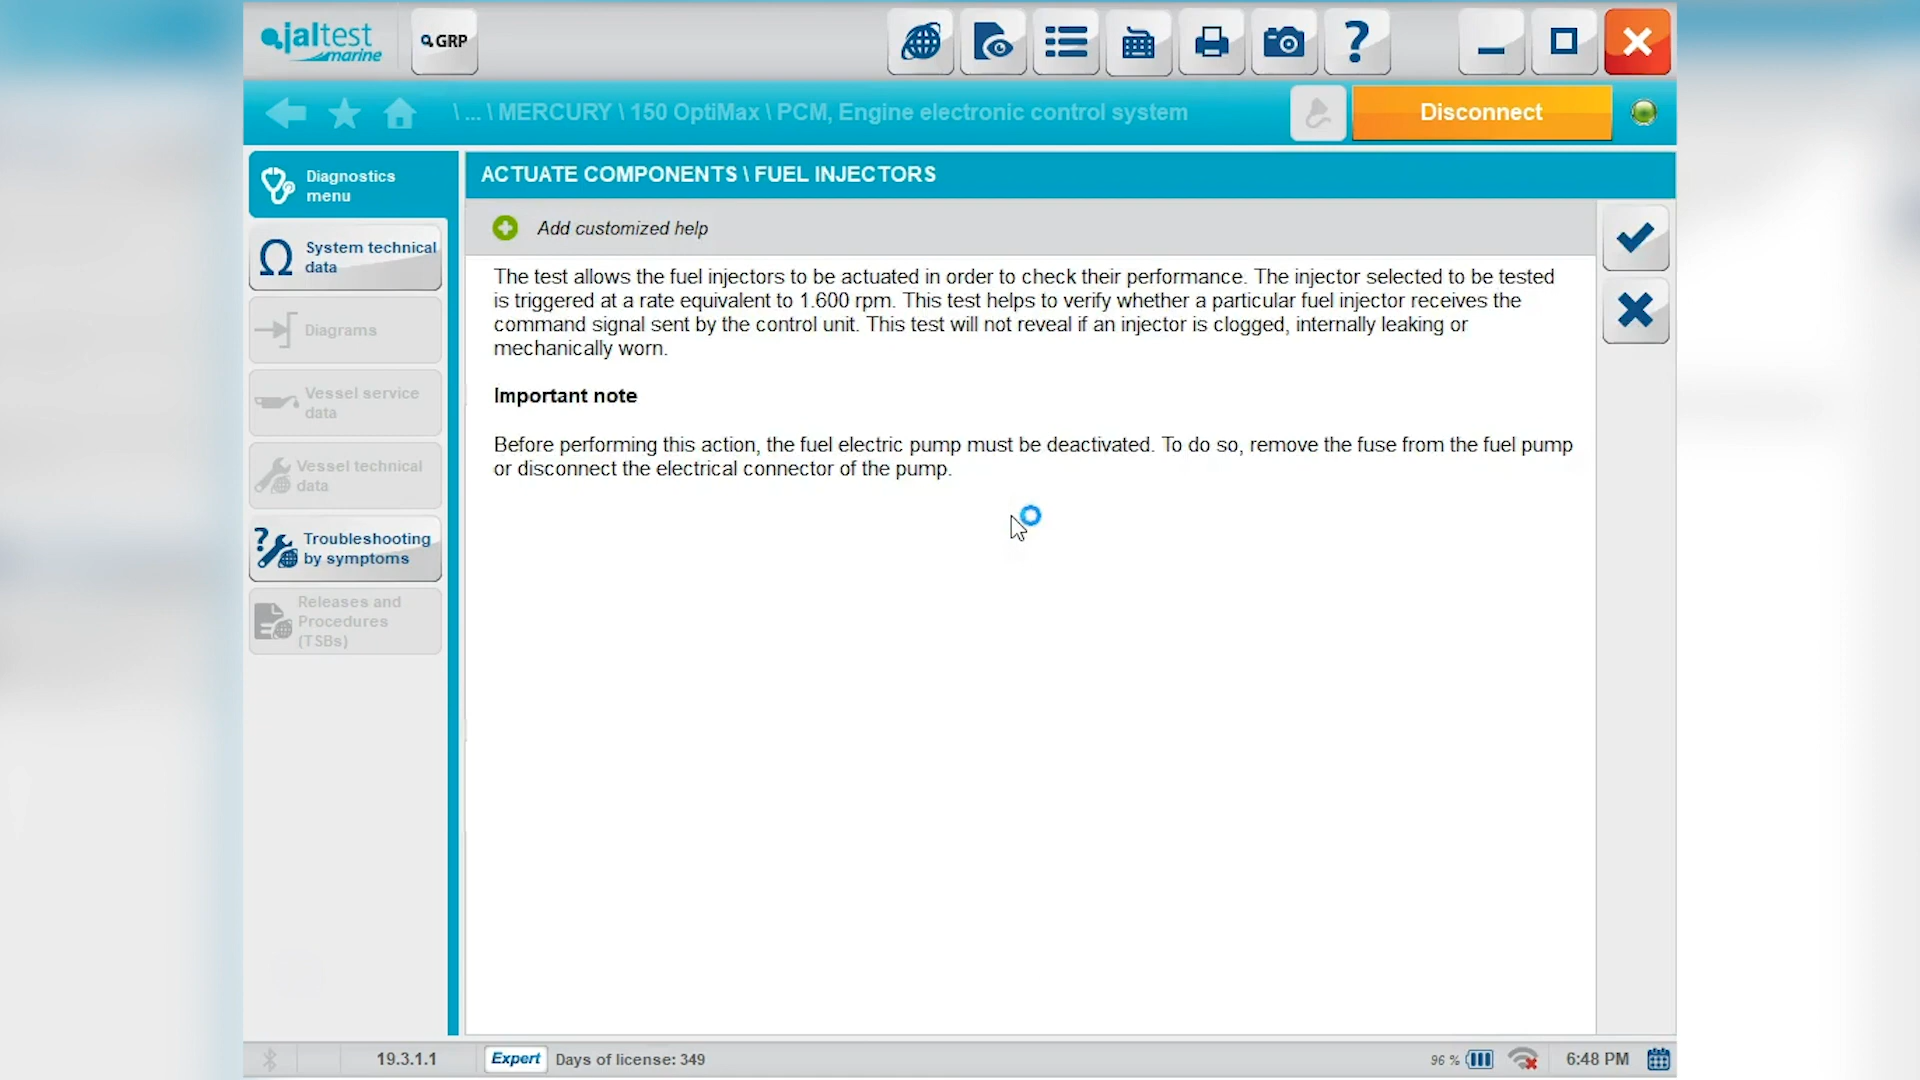 jaltest
marine
GRP
\ ... \ MERCURY \ 150 OptiMax \ PCM, Engine electronic control system
Disconnect
Diagnostics
menu
System technical
data
Diagrams
Vessel service
data
Vessel technical
data
Troubleshooting
by symptoms
Releases and
Procedures
(TSBs)
ACTUATE COMPONENTS \ FUEL INJECTORS
Add customized help
The test allows the fuel injectors to be actuated in order to check their performance. The injector selected to be tested
is triggered at a rate equivalent to 1.600 rpm. This test helps to verify whether a particular fuel injector receives the
command signal sent by the control unit. This test will not reveal if an injector is clogged, internally leaking or
mechanically worn.
Important note
Before performing this action, the fuel electric pump must be deactivated. To do so, remove the fuse from the fuel pump
or disconnect the electrical connector of the pump.
19.3.1.1
Expert
Days of license: 349
96 %
6:48 PM